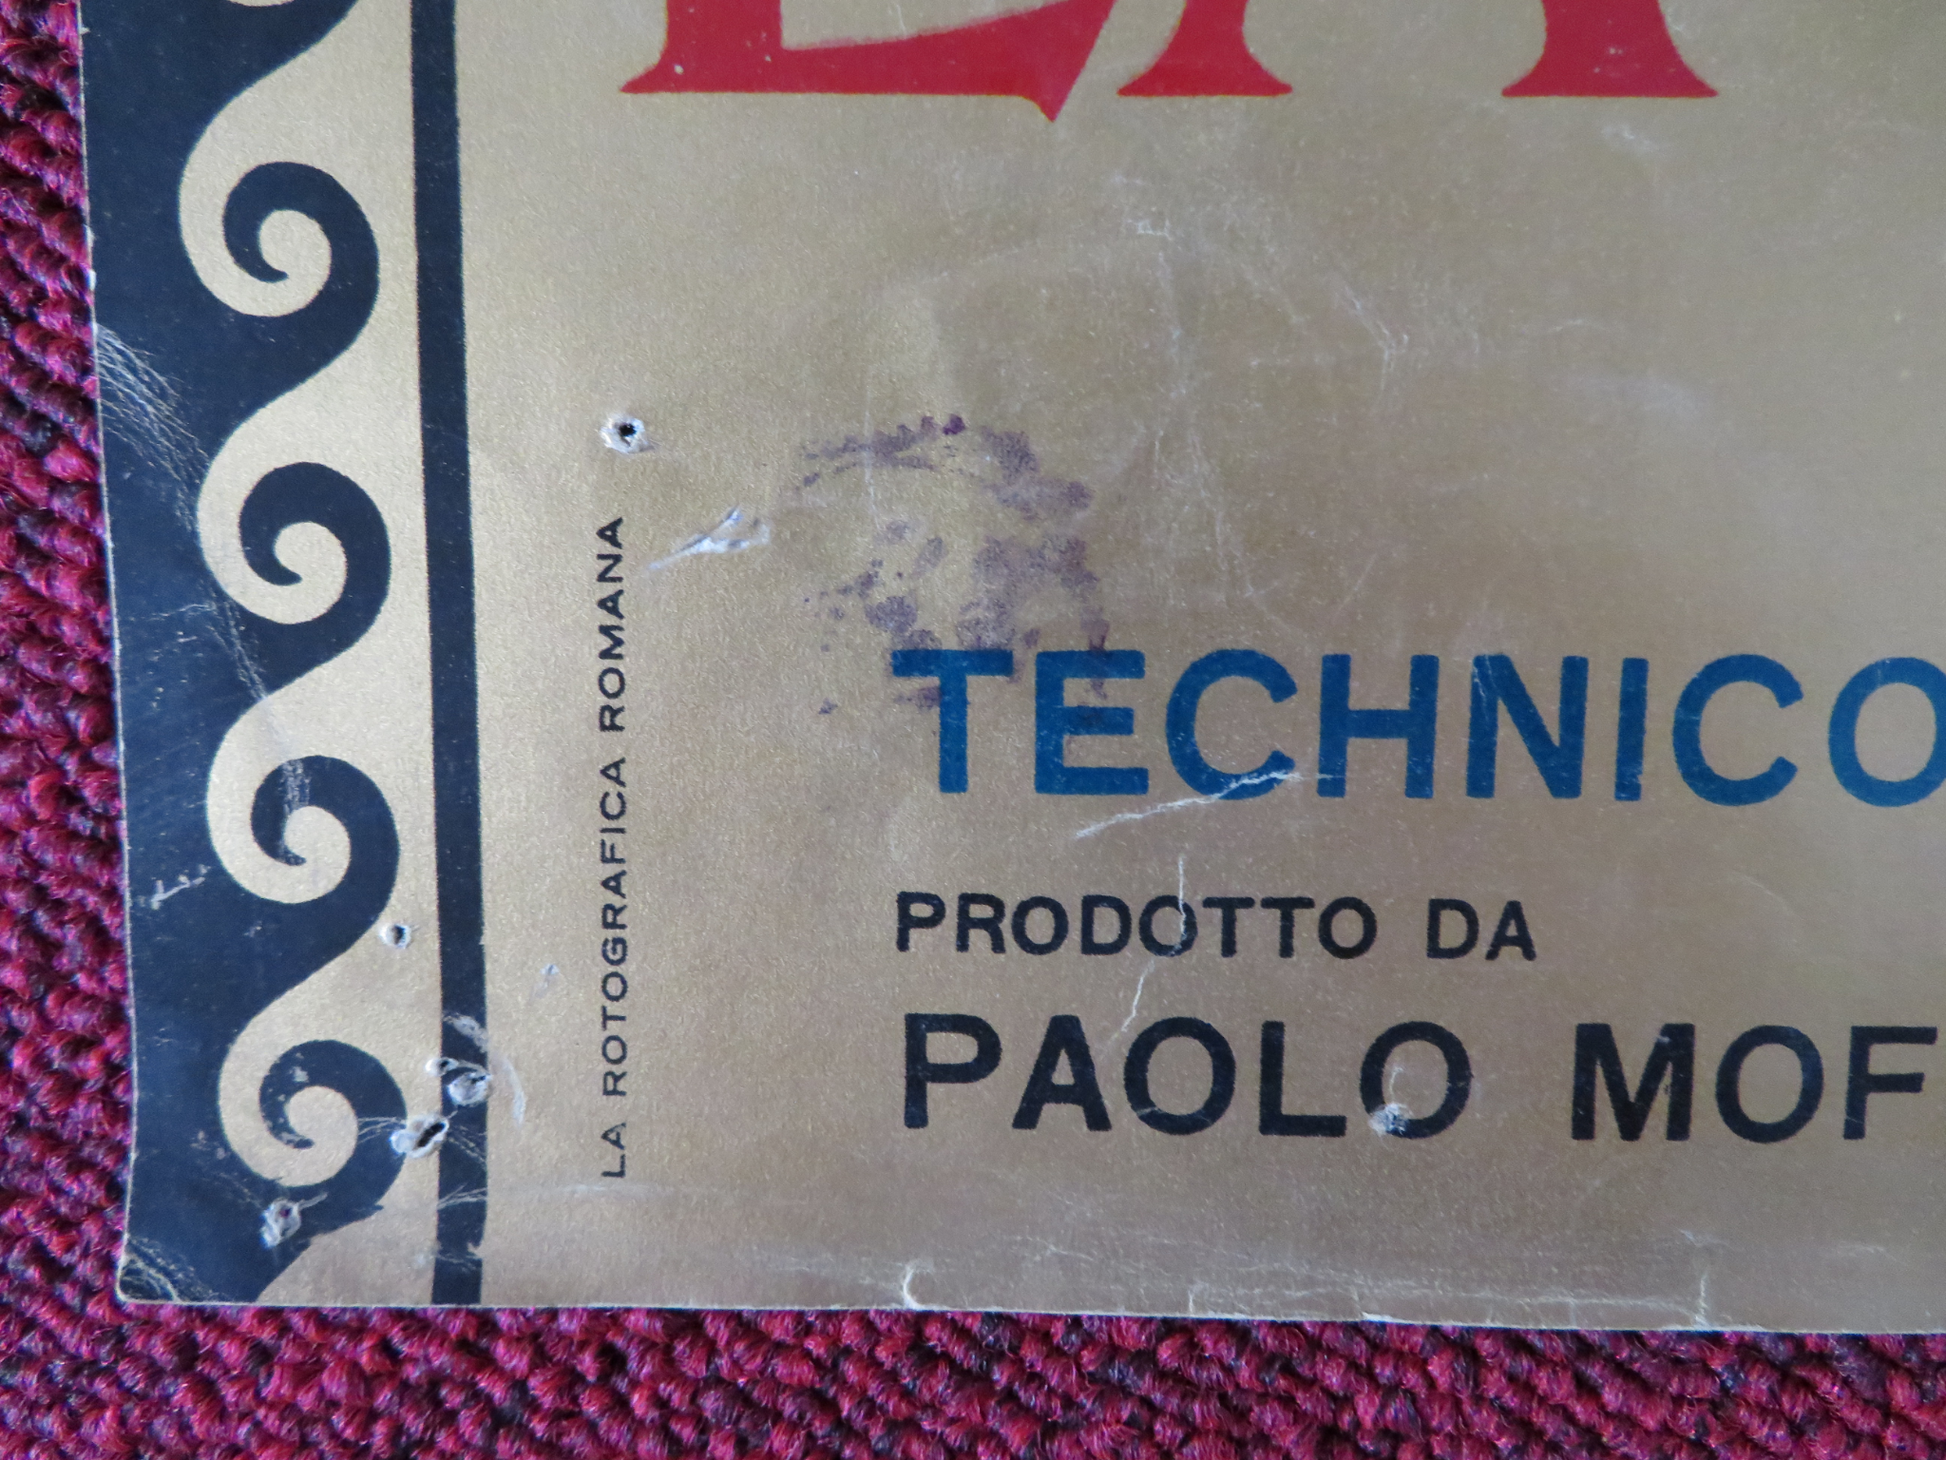 LA ROTOGRAFICA ROMANA
TECHNICO
PRODOTTO DA
PAOLO MOF